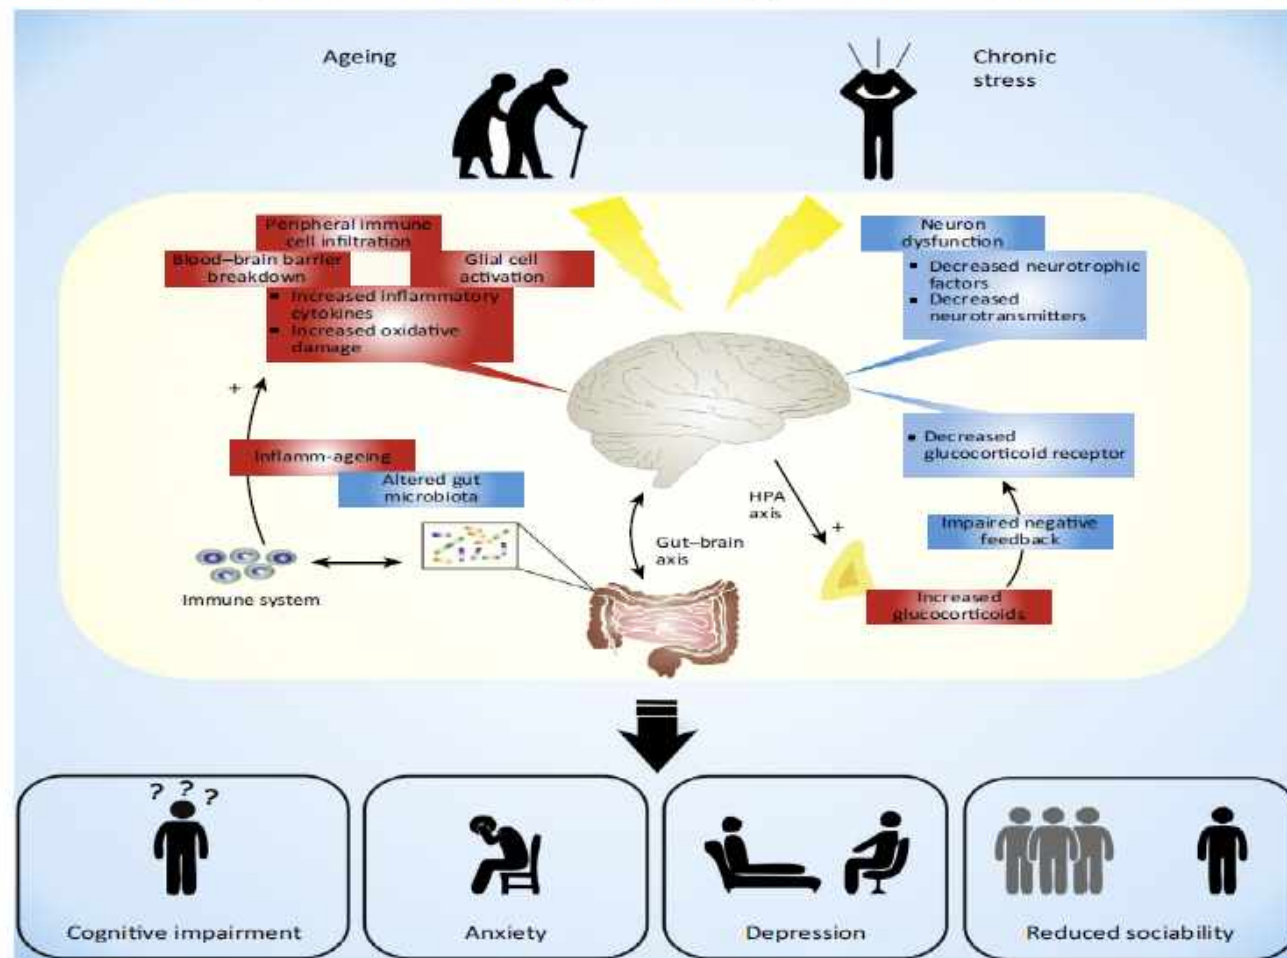 Ageing
Chronic
stress
Peripheral immune
cell infiltration
Blood–brain barrier
breakdown
Glial cell
activation
▪ Increased inflammatory
cytokines
▪ Increased oxidative
damage
Neuron
dysfunction
▪ Decreased neurotrophic
factors
▪ Decreased
neurotransmitters
+
Inflamm-ageing
Altered gut
microbiota
▪ Decreased
glucocorticoid receptor
HPA
axis
+
Impaired negative
feedback
Gut–brain
axis
Immune system
Increased
glucocorticoids
? ? ?
Cognitive impairment
Anxiety
Depression
Reduced sociability